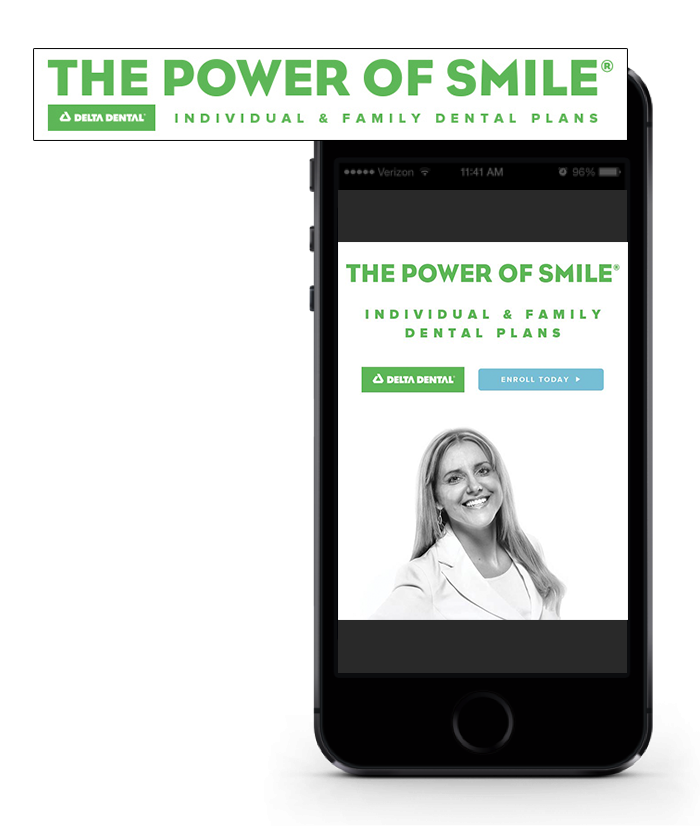 THE POWER OF SMILE®
DELTA DENTAL® INDIVIDUAL & FAMILY DENTAL PLANS
Verizon 11:41 AM 96%
THE POWER OF SMILE®
INDIVIDUAL & FAMILY
DENTAL PLANS
DELTA DENTAL® ENROLL TODAY